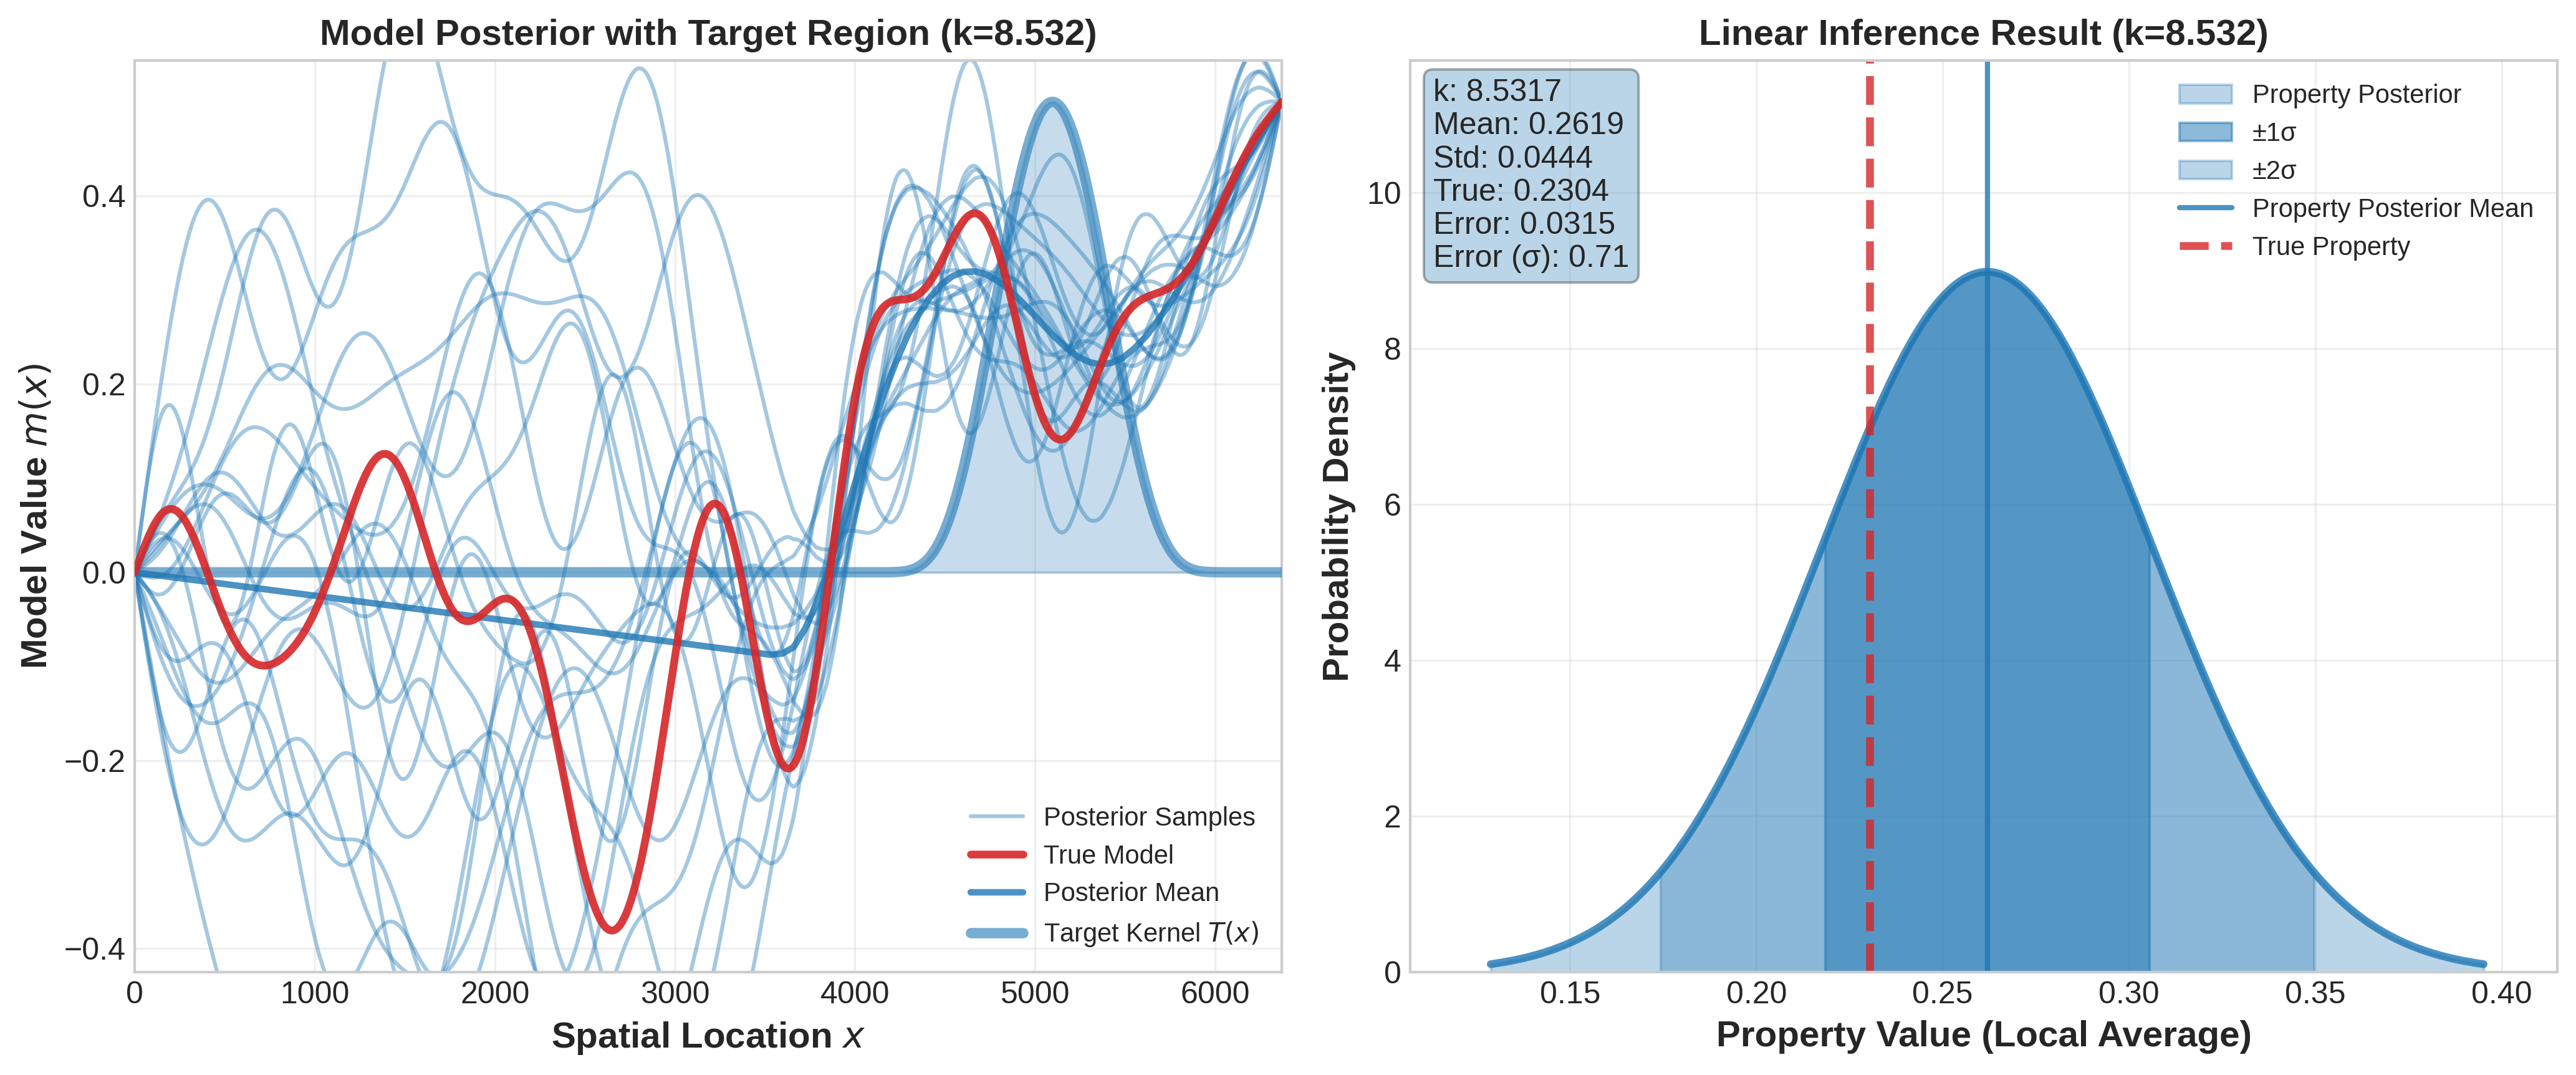 Model Posterior with Target Region (k=8.532)
Model Value m(x)
0.4
0.2
0.0
−0.2
−0.4
0
1000
2000
3000
4000
5000
6000
Spatial Location x
Posterior Samples
True Model
Posterior Mean
Target Kernel T(x)
Linear Inference Result (k=8.532)
Probability Density
10
8
6
4
2
0
0.15
0.20
0.25
0.30
0.35
0.40
Property Value (Local Average)
k: 8.5317
Mean: 0.2619
Std: 0.0444
True: 0.2304
Error: 0.0315
Error (σ): 0.71
Property Posterior
±1σ
±2σ
Property Posterior Mean
True Property